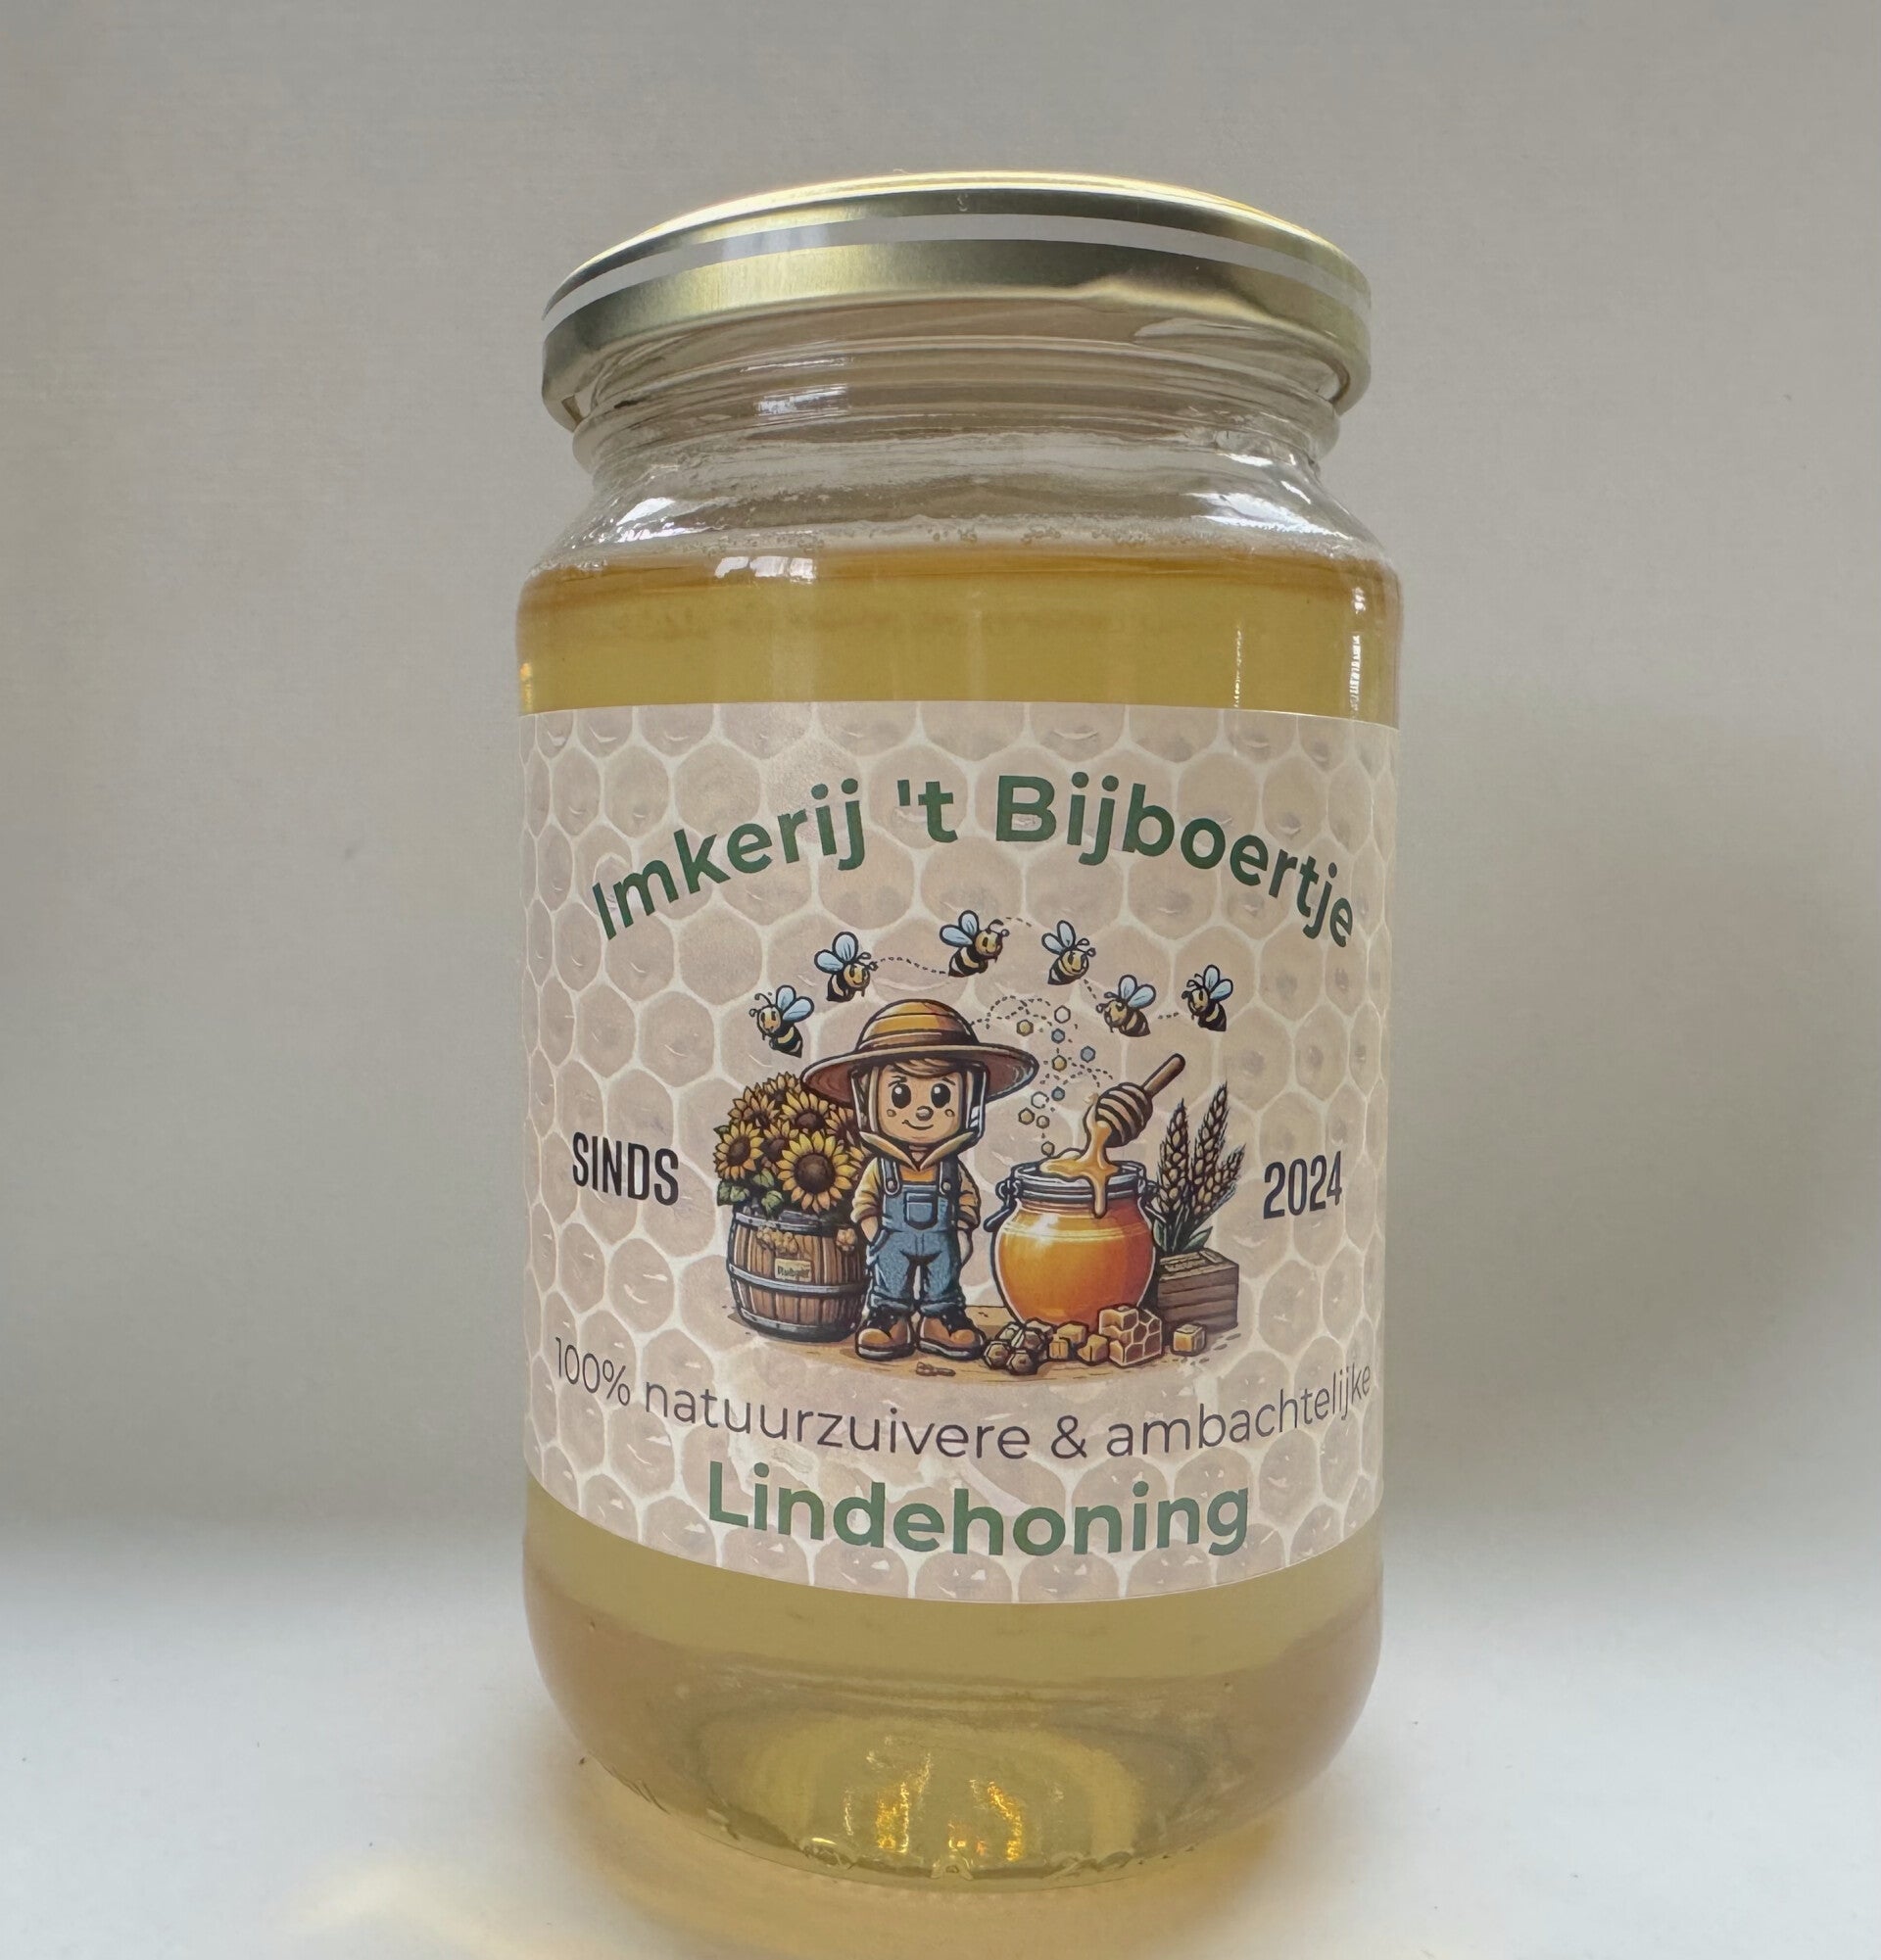 Imkerij 't Bijboertje
SINDS
2024
100% natuurzuivere & ambachtelijke
Lindehoning